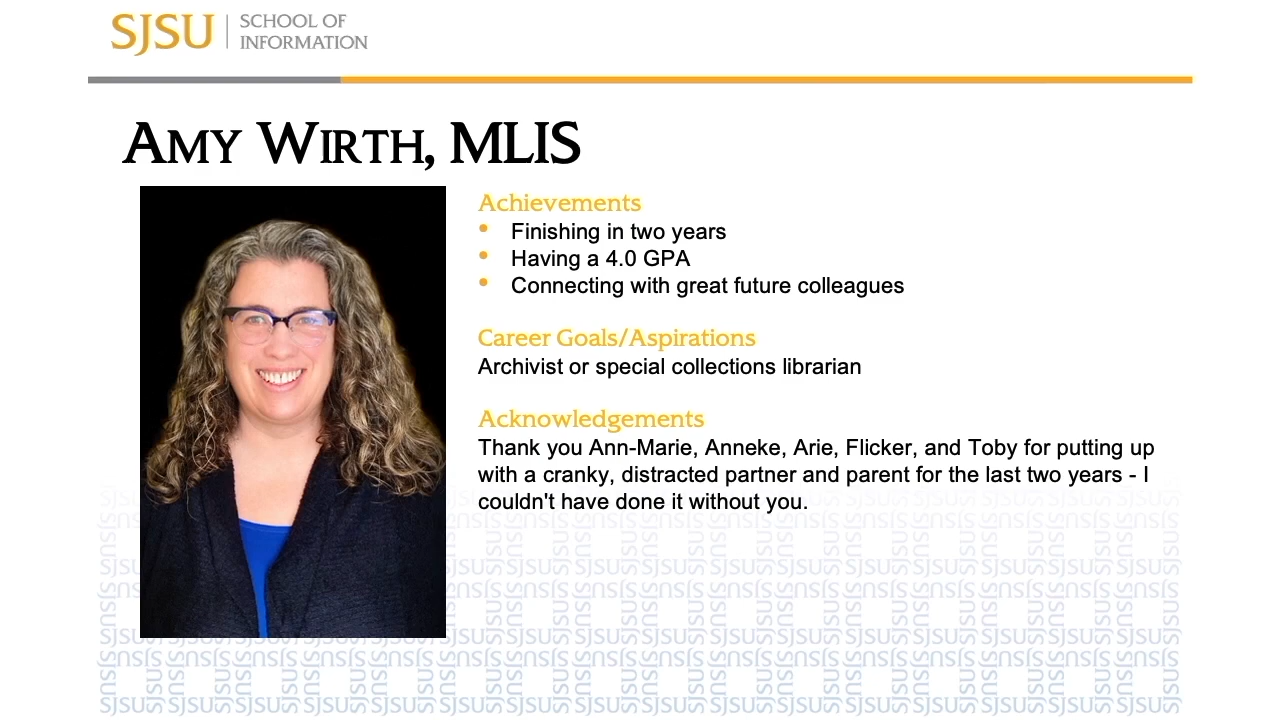 SJSU SCHOOL OF
INFORMATION
AMY WIRTH, MLIS
Achievements
• Finishing in two years
• Having a 4.0 GPA
• Connecting with great future colleagues
Career Goals/Aspirations
Archivist or special collections librarian
Acknowledgements
Thank you Ann-Marie, Anneke, Arie, Flicker, and Toby for putting up
with a cranky, distracted partner and parent for the last two years - I
couldn't have done it without you.